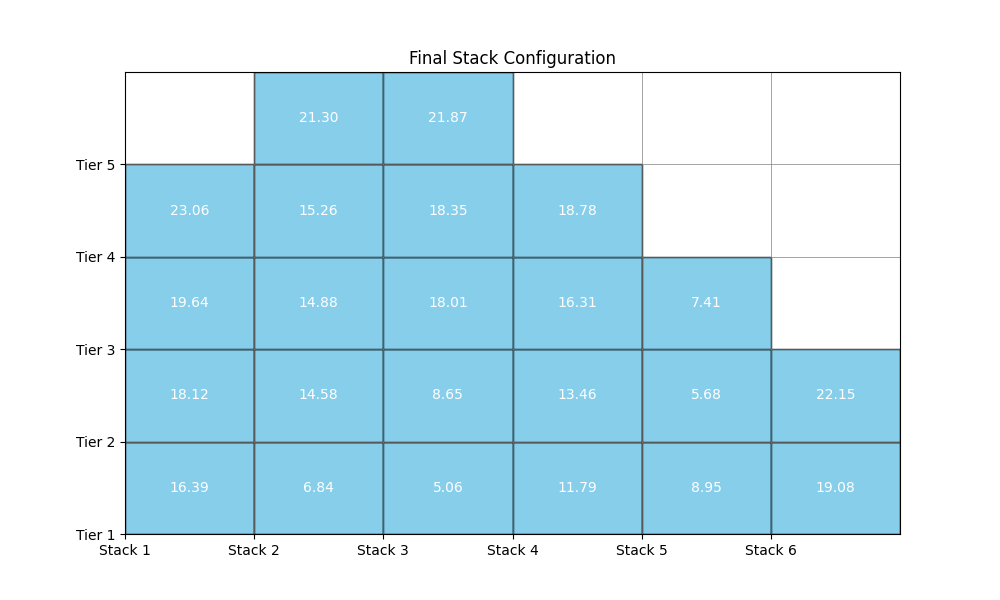 Final Stack Configuration
21.30 21.87
Tier 5
23.06 15.26 18.35 18.78
Tier 4
19.64 14.88 18.01 16.31 7.41
Tier 3
18.12 14.58 8.65 13.46 5.68 22.15
Tier 2
16.39 6.84 5.06 11.79 8.95 19.08
Tier 1
Stack 1 Stack 2 Stack 3 Stack 4 Stack 5 Stack 6